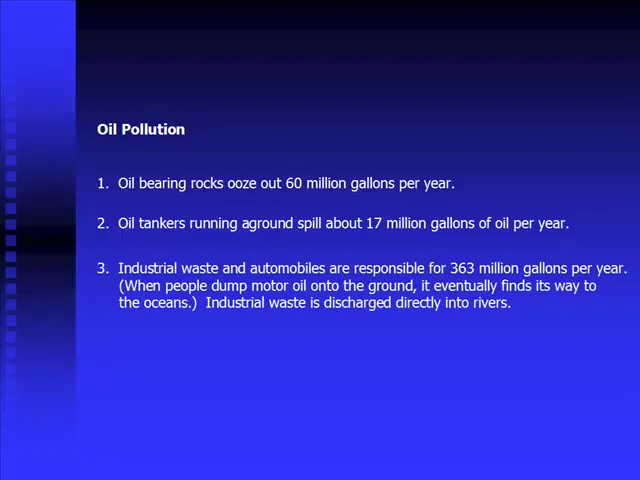 Oil Pollution
1. Oil bearing rocks ooze out 60 million gallons per year.
2. Oil tankers running aground spill about 17 million gallons of oil per year.
3. Industrial waste and automobiles are responsible for 363 million gallons per year.
(When people dump motor oil onto the ground, it eventually finds its way to
the oceans.) Industrial waste is discharged directly into rivers.